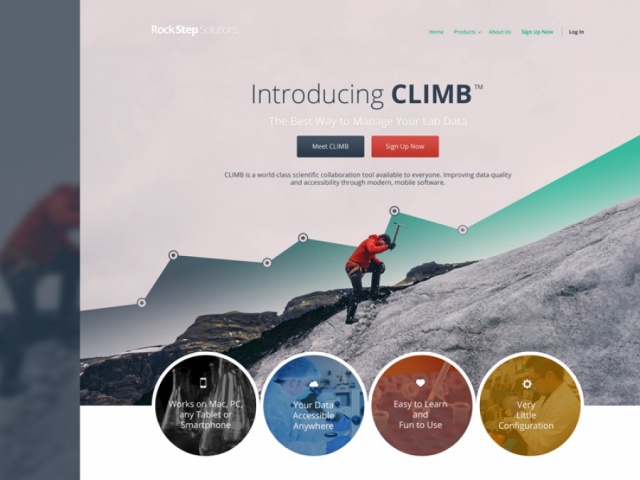 RockStep Solutions
Home Products About Us Sign Up Now Log In
Introducing CLIMB™
The Best Way to Manage Your Lab Data
Meet CLIMB Sign Up Now
CLIMB is a world-class scientific collaboration tool available to everyone. Improving data quality
and accessibility through modern, mobile software.
Works on Mac, PC,
any Tablet or
Smartphone
Your Data
Accessible
Anywhere
Easy to Learn
and
Fun to Use
Very
Little
Configuration